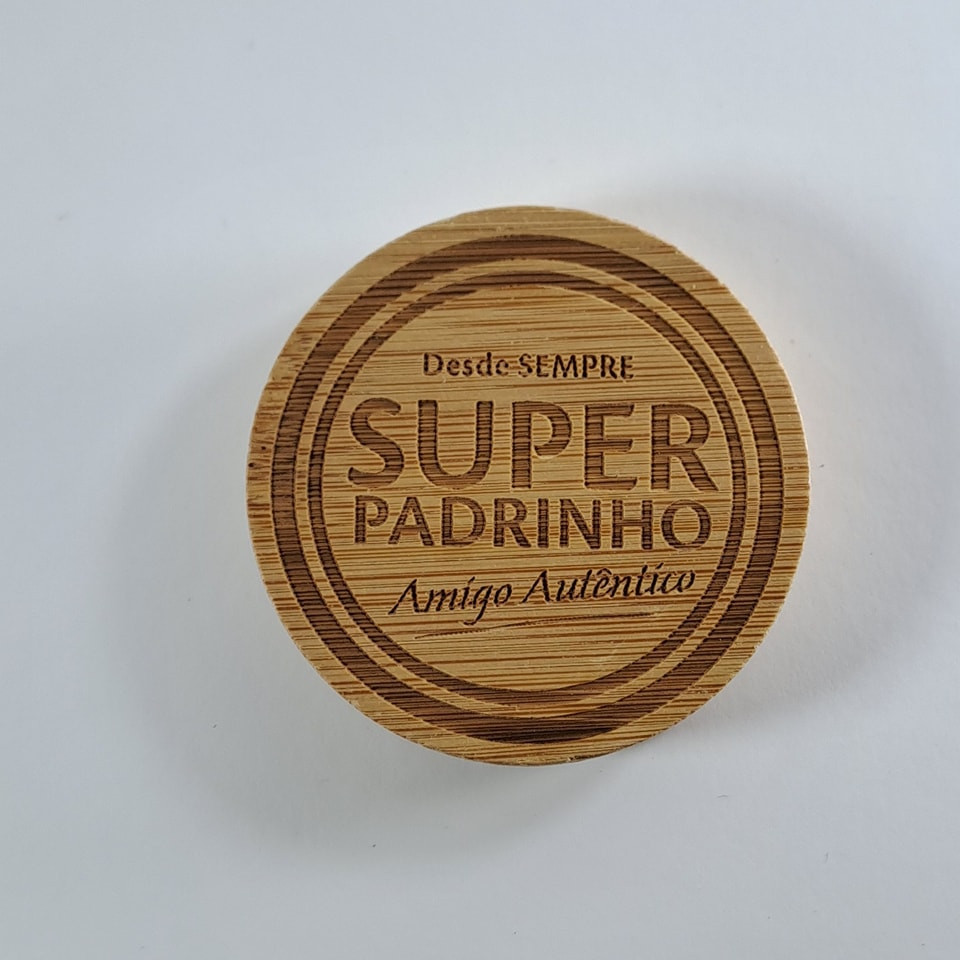 Desde SEMPRE
SUPER
PADRINHO
Amigo Autêntico